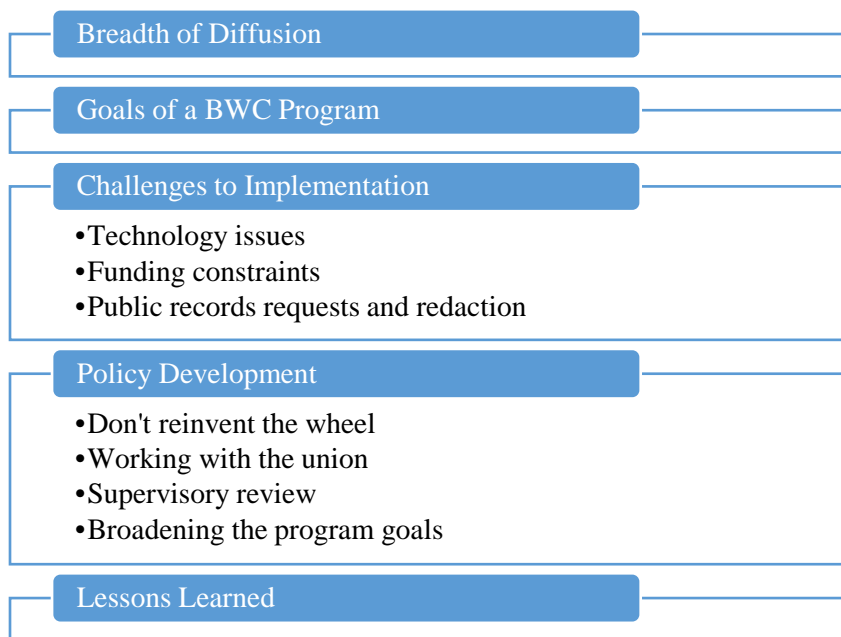 Breadth of Diffusion
Goals of a BWC Program
Challenges to Implementation
•Technology issues
•Funding constraints
•Public records requests and redaction
Policy Development
•Don't reinvent the wheel
•Working with the union
•Supervisory review
•Broadening the program goals
Lessons Learned